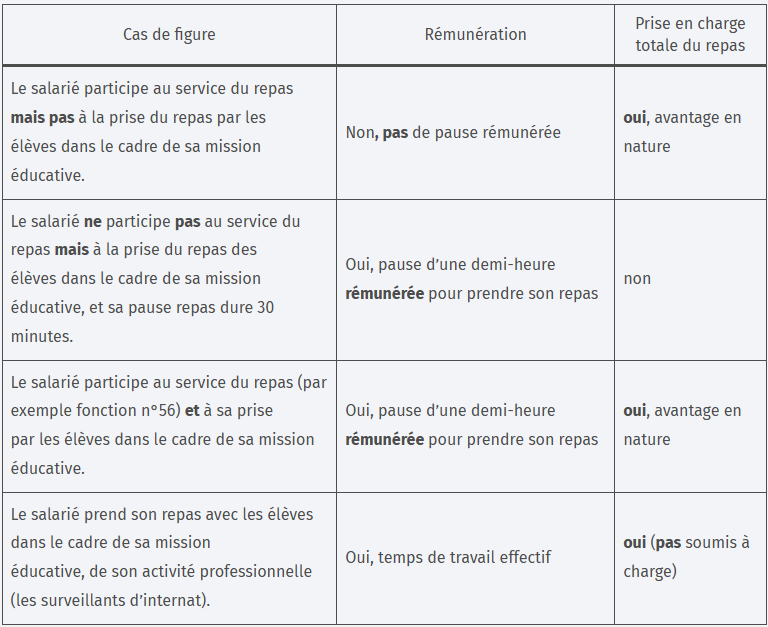 Cas de figure
Rémunération
Prise en charge
totale du repas
Le salarié participe au service du repas
mais pas à la prise du repas par les
élèves dans le cadre de sa mission
éducative.
Non, pas de pause rémunérée
oui, avantage en
nature
Le salarié ne participe pas au service du
repas mais à la prise du repas des
élèves dans le cadre de sa mission
éducative, et sa pause repas dure 30
minutes.
Oui, pause d’une demi-heure
rémunérée pour prendre son repas
non
Le salarié participe au service du repas (par
exemple fonction n°56) et à sa prise
par les élèves dans le cadre de sa mission
éducative.
Oui, pause d’une demi-heure
rémunérée pour prendre son repas
oui, avantage en
nature
Le salarié prend son repas avec les élèves
dans le cadre de sa mission
éducative, de son activité professionnelle
(les surveillants d’internat).
Oui, temps de travail effectif
oui (pas soumis à
charge)